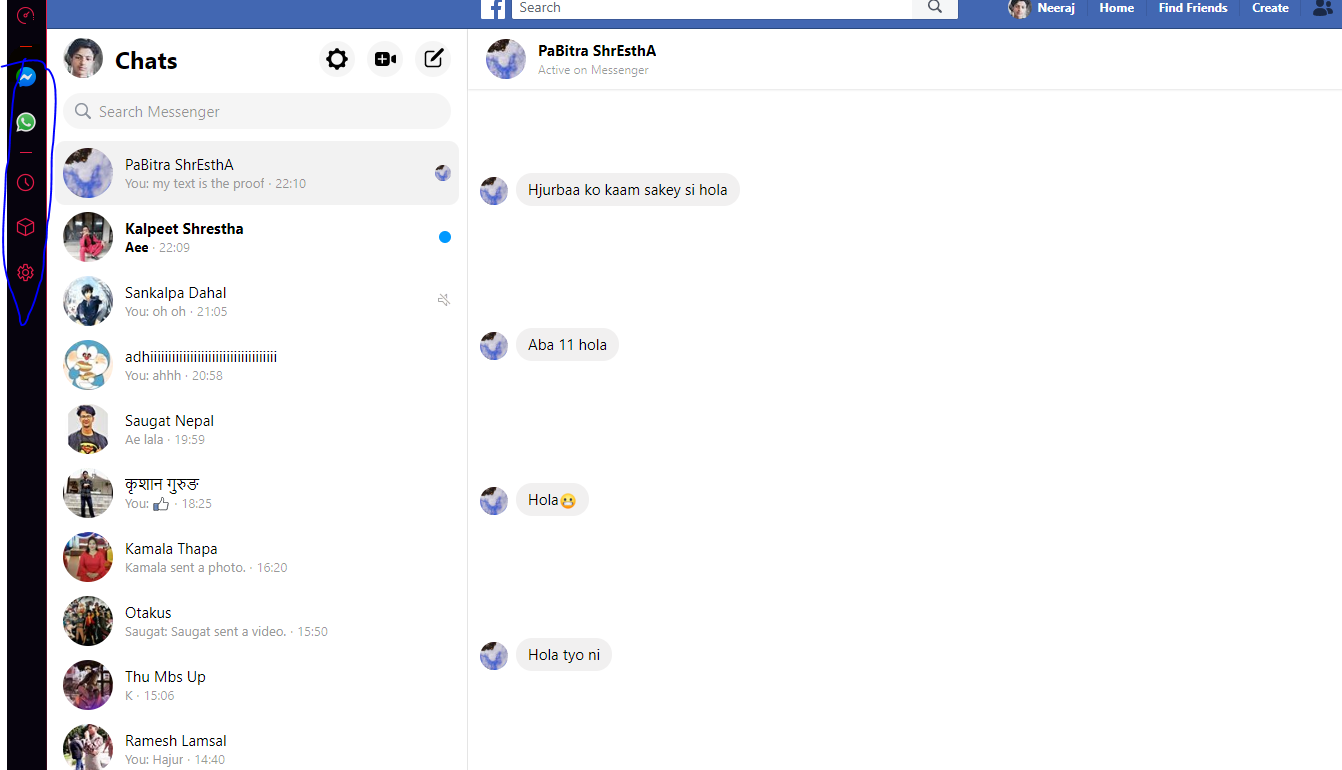 Search
Neeraj
Home
Find Friends
Create
Chats
Search Messenger
PaBitra ShrEsthA
You: my text is the proof · 22:10
Kalpeet Shrestha
Aee · 22:09
Sankalpa Dahal
You: oh oh · 21:05
adhiiiiiiiiiiiiiiiiiiiiiiiiiiiiiiiiiii
You: ahhh · 20:58
Saugat Nepal
Ae lala · 19:59
कृशान गुरुङ
You: 👍 · 18:25
Kamala Thapa
Kamala sent a photo. · 16:20
Otakus
Saugat: Saugat sent a video. · 15:50
Thu Mbs Up
K · 15:06
Ramesh Lamsal
You: Hajur · 14:40
PaBitra ShrEsthA
Active on Messenger
Hjurbaa ko kaam sakey si hola
Aba 11 hola
Hola😬
Hola tyo ni